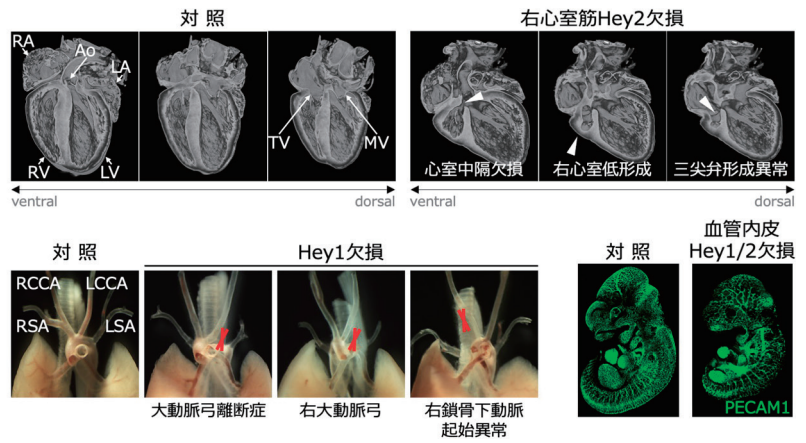 対 照
右心室筋Hey2欠損
RA
Ao
LA
RV
LV
TV
MV
心室中隔欠損
右心室低形成
三尖弁形成異常
ventral
dorsal
ventral
dorsal
対 照
Hey1欠損
対 照
血管内皮
Hey1/2欠損
RCCA
LCCA
RSA
LSA
大動脈弓離断症
右大動脈弓
右鎖骨下動脈
起始異常
PECAM1